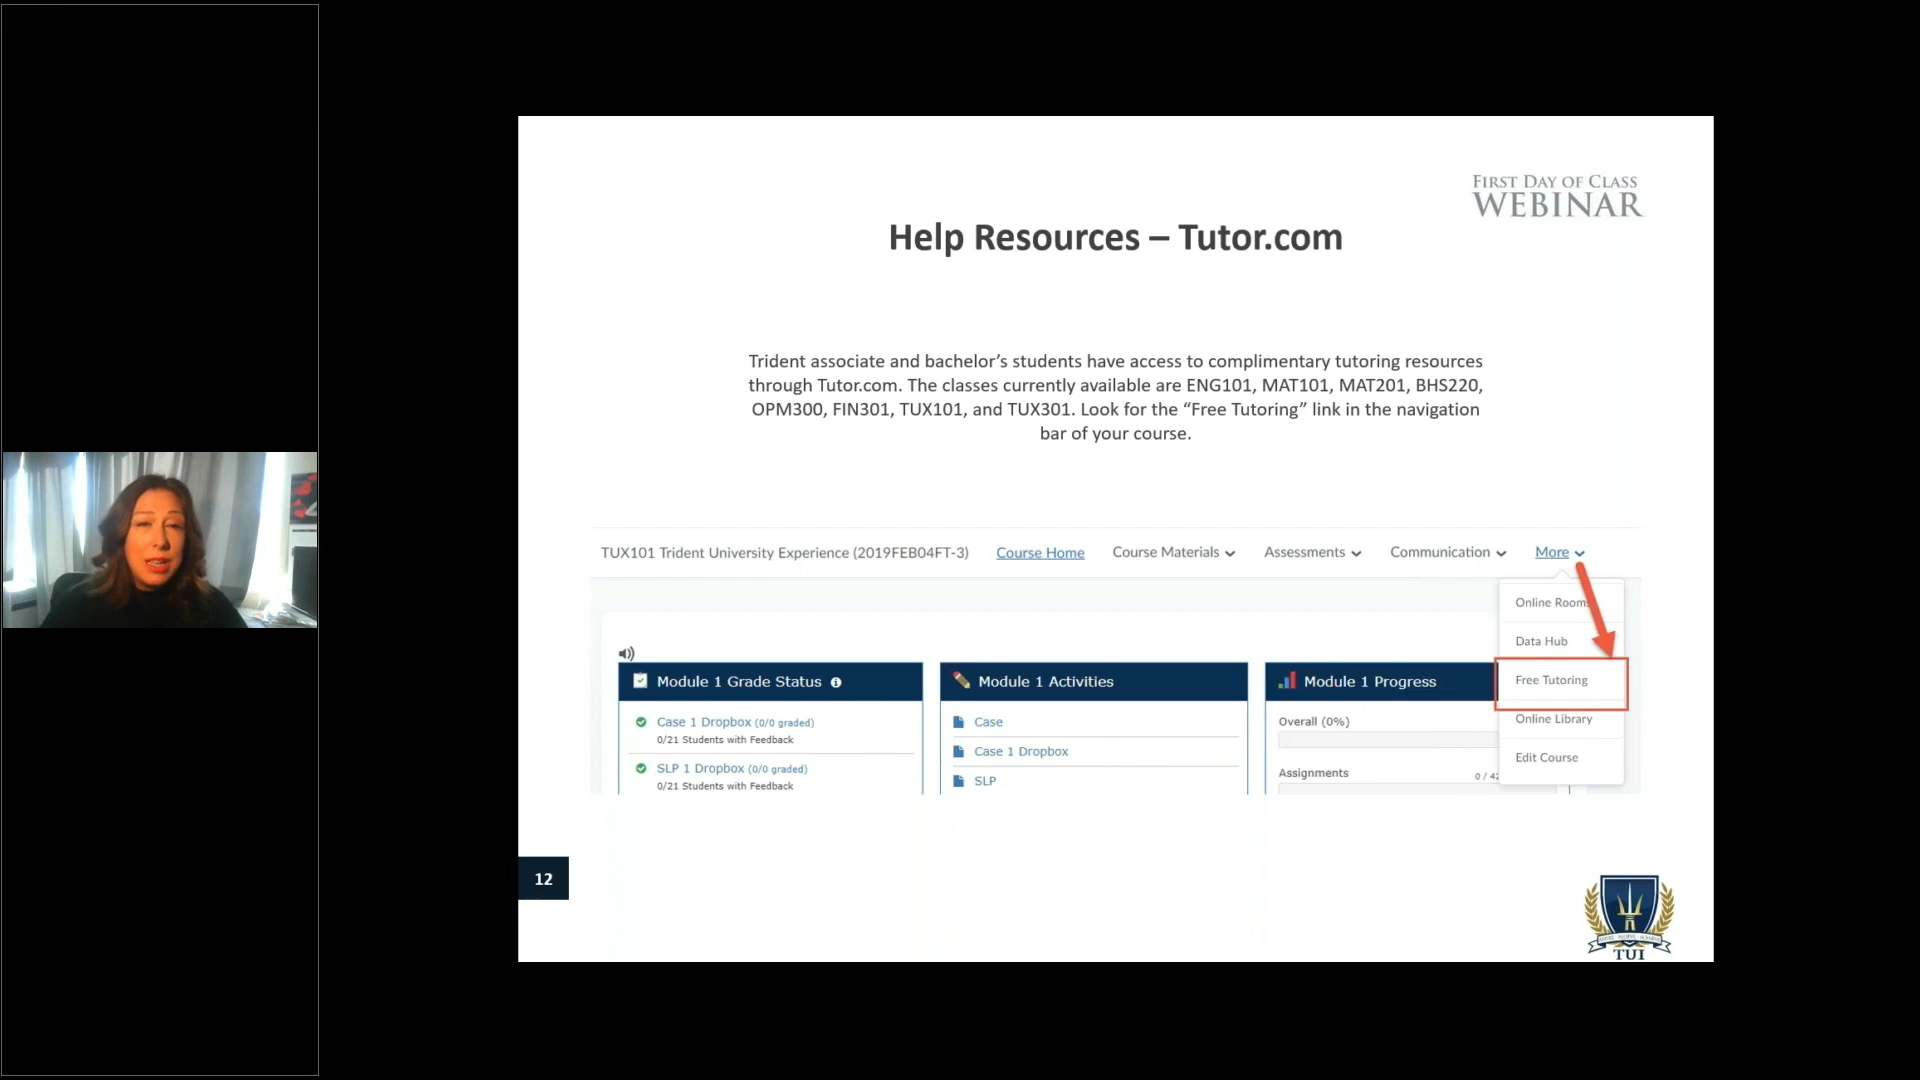 FIRST DAY OF CLASS
WEBINAR
Help Resources – Tutor.com
Trident associate and bachelor’s students have access to complimentary tutoring resources
through Tutor.com. The classes currently available are ENG101, MAT101, MAT201, BHS220,
OPM300, FIN301, TUX101, and TUX301. Look for the “Free Tutoring” link in the navigation
bar of your course.
TUX101 Trident University Experience (2019FEB04FT-3) Course Home Course Materials Assessments Communication More
Online Rooms
Data Hub
Free Tutoring
Online Library
Edit Course
Module 1 Grade Status
Case 1 Dropbox (0/0 graded)
0/21 Students with Feedback
SLP 1 Dropbox (0/0 graded)
0/21 Students with Feedback
Module 1 Activities
Case
Case 1 Dropbox
SLP
Module 1 Progress
Overall (0%)
Assignments 0 / 42
12
TUI